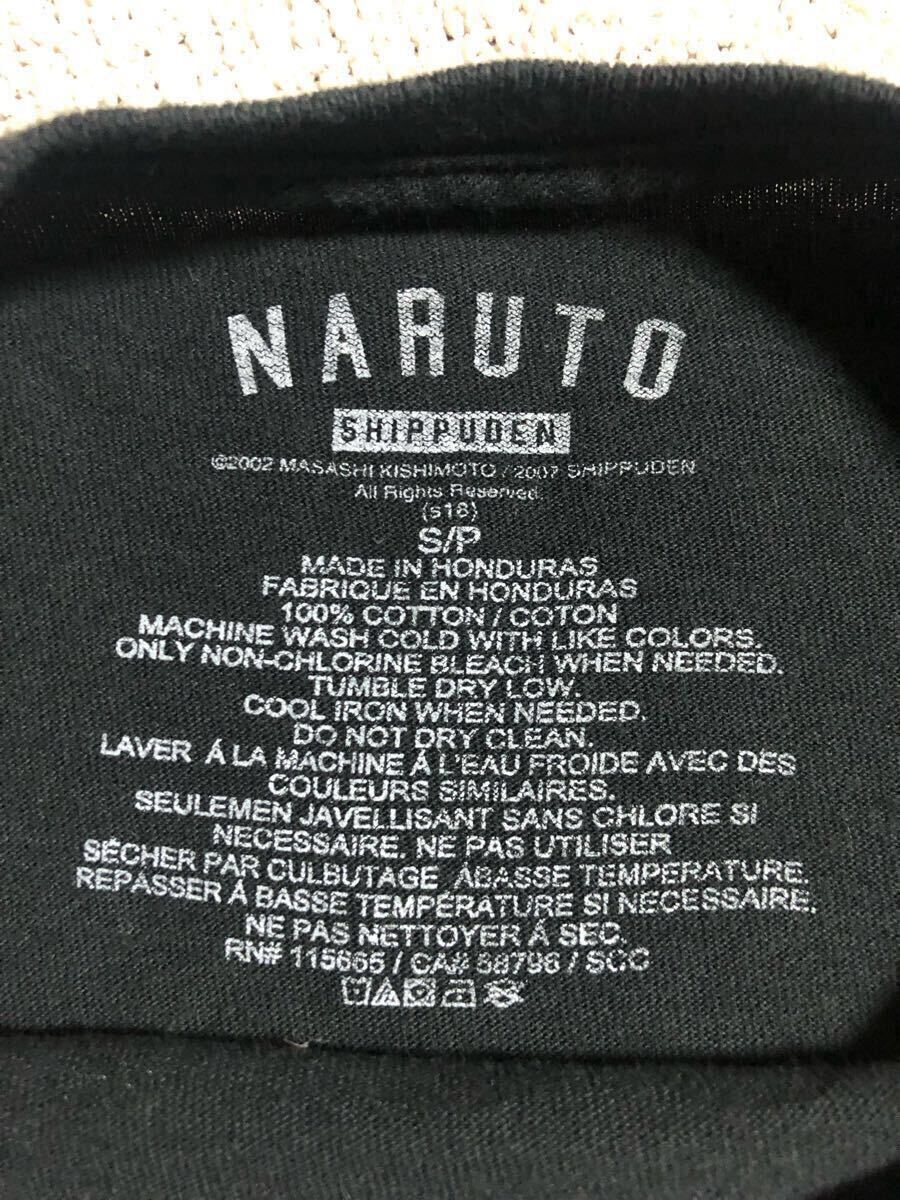 NARUTO
SHIPPUDEN
©2002 MASASHI KISHIMOTO / 2007 SHIPPUDEN
All Rights Reserved.
(s16)
S/P
MADE IN HONDURAS
FABRIQUE EN HONDURAS
100% COTTON / COTON
MACHINE WASH COLD WITH LIKE COLORS.
ONLY NON-CHLORINE BLEACH WHEN NEEDED.
TUMBLE DRY LOW.
COOL IRON WHEN NEEDED.
DO NOT DRY CLEAN.
LAVER Á LA MACHINE Á L'EAU FROIDE AVEC DES
COULEURS SIMILAIRES.
SEULEMEN JAVELLISANT SANS CHLORE SI
NECESSAIRE. NE PAS UTILISER
SÉCHER PAR CULBUTAGE ÁBASSE TEMPERATURE.
REPASSER Á BASSE TEMPÉRATURE SI NECESSAIRE.
NE PAS NETTOYER Á SEC.
RN# 115665 / CA# 58796 / SCC